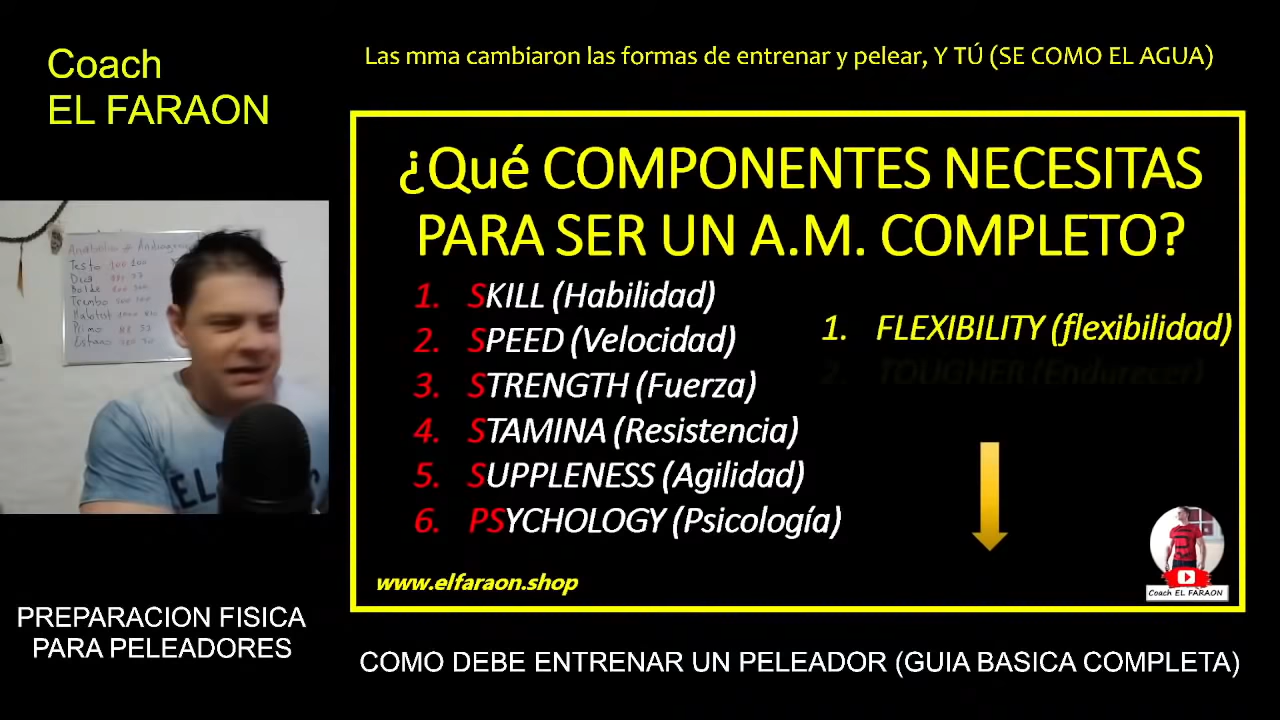 Coach
EL FARAON
Las mma cambiaron las formas de entrenar y pelear, Y TÚ (SE COMO EL AGUA)
¿Qué COMPONENTES NECESITAS
PARA SER UN A.M. COMPLETO?
1. SKILL (Habilidad)
2. SPEED (Velocidad)
3. STRENGTH (Fuerza)
4. STAMINA (Resistencia)
5. SUPPLENESS (Agilidad)
6. PSYCHOLOGY (Psicología)
1. FLEXIBILITY (flexibilidad)
2. TOUGHER (Endurecer)
www.elfaraon.shop
Coach EL FARAON
PREPARACION FISICA
PARA PELEADORES
COMO DEBE ENTRENAR UN PELEADOR (GUIA BASICA COMPLETA)